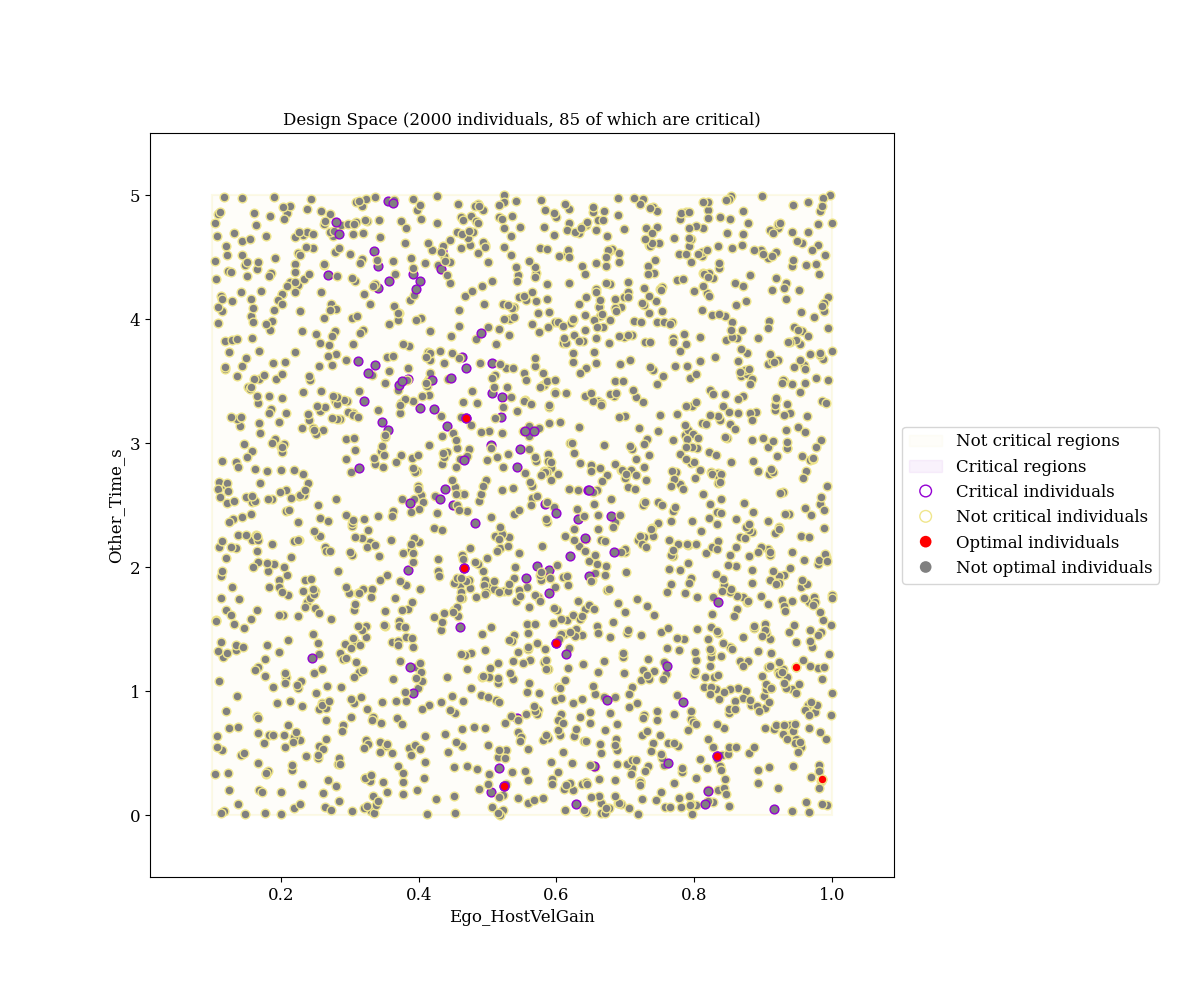 Design Space (2000 individuals, 85 of which are critical)
5
4
3
2
1
0
Other_Time_s
0.2
0.4
0.6
0.8
1.0
Ego_HostVelGain
Not critical regions
Critical regions
Critical individuals
Not critical individuals
Optimal individuals
Not optimal individuals